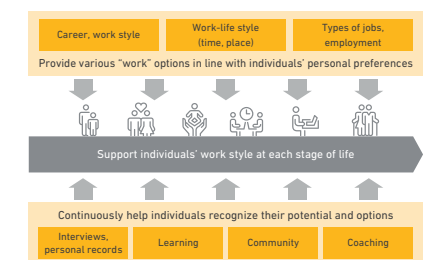 Career, work style
Work-life style
(time, place)
Types of jobs,
employment
Provide various “work” options in line with individuals’ personal preferences
Support individuals’ work style at each stage of life
Continuously help individuals recognize their potential and options
Interviews,
personal records
Learning
Community
Coaching